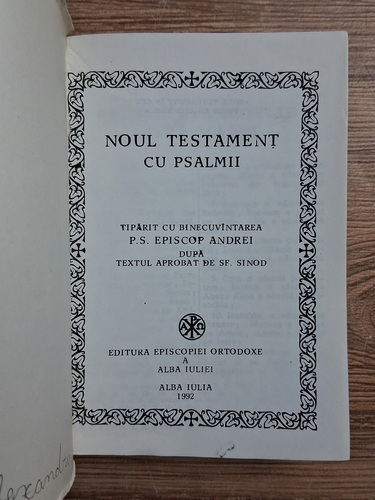 NOUL TESTAMENT
CU PSALMII
TIPĂRIT CU BINECUVÎNTAREA
P.S. EPISCOP ANDREI
DUPĂ
TEXTUL APROBAT DE SF. SINOD
A Ω
EDITURA EPISCOPIEI ORTODOXE
A
ALBA IULIEI
ALBA IULIA
1992